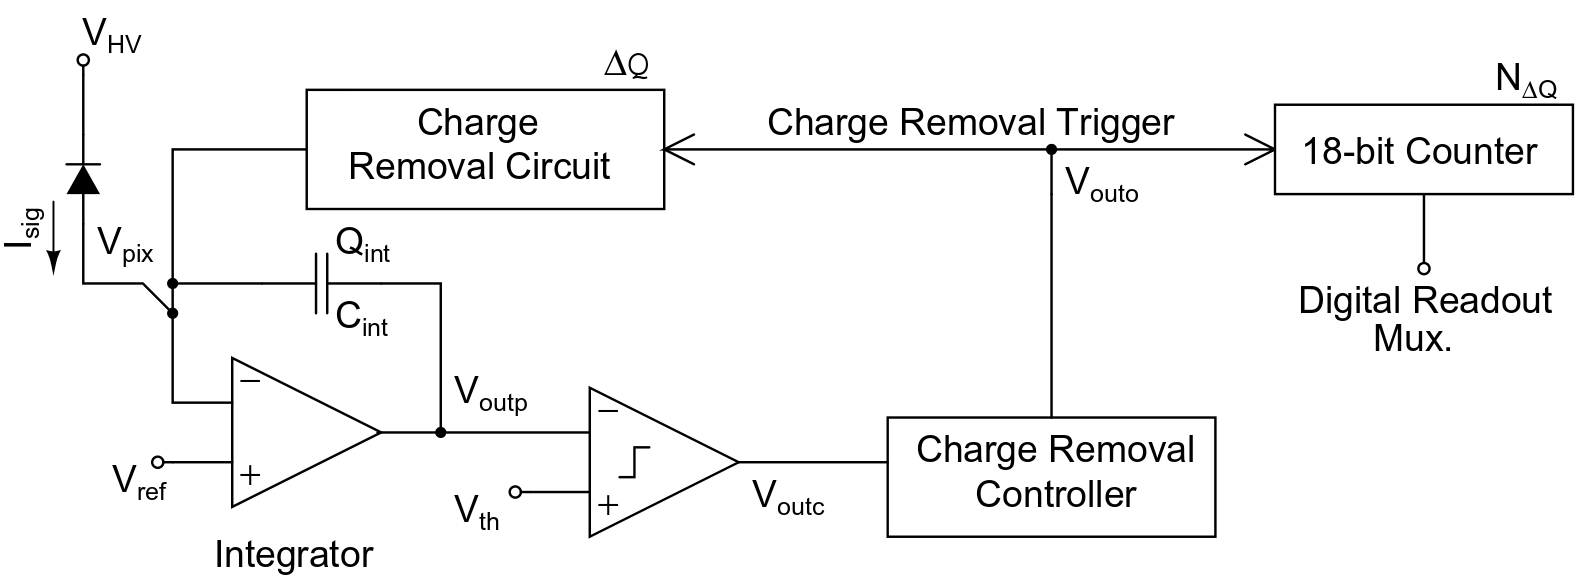 V_HV
ΔQ
N_ΔQ
Charge
Removal Circuit
Charge Removal Trigger
18-bit Counter
V_outo
I_sig
V_pix
Q_int
C_int
Digital Readout
Mux.
−
V_outp
−
V_ref
+
V_th
+
V_outc
Charge Removal
Controller
Integrator